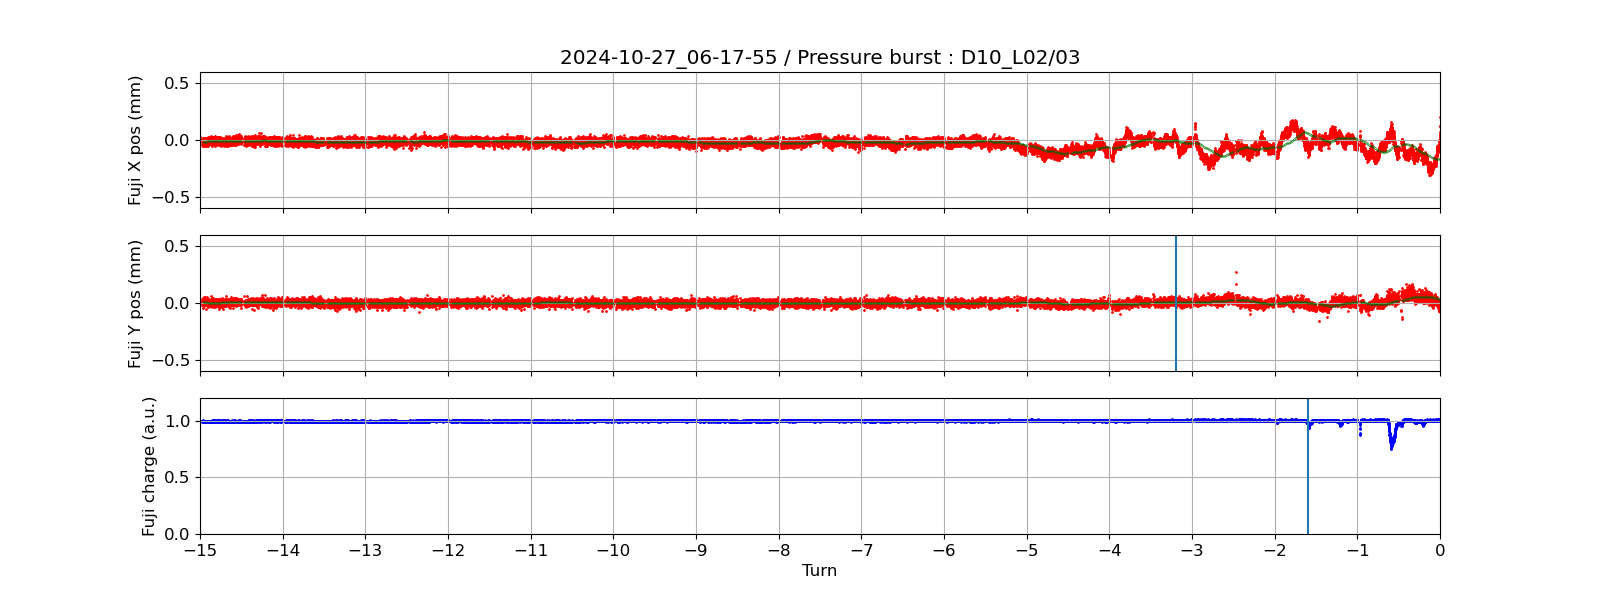 2024-10-27_06-17-55 / Pressure burst : D10_L02/03
Fuji X pos (mm)
0.5
0.0
−0.5
Fuji Y pos (mm)
0.5
0.0
−0.5
Fuji charge (a.u.)
1.0
0.5
0.0
−15 −14 −13 −12 −11 −10 −9 −8 −7 −6 −5 −4 −3 −2 −1 0
Turn